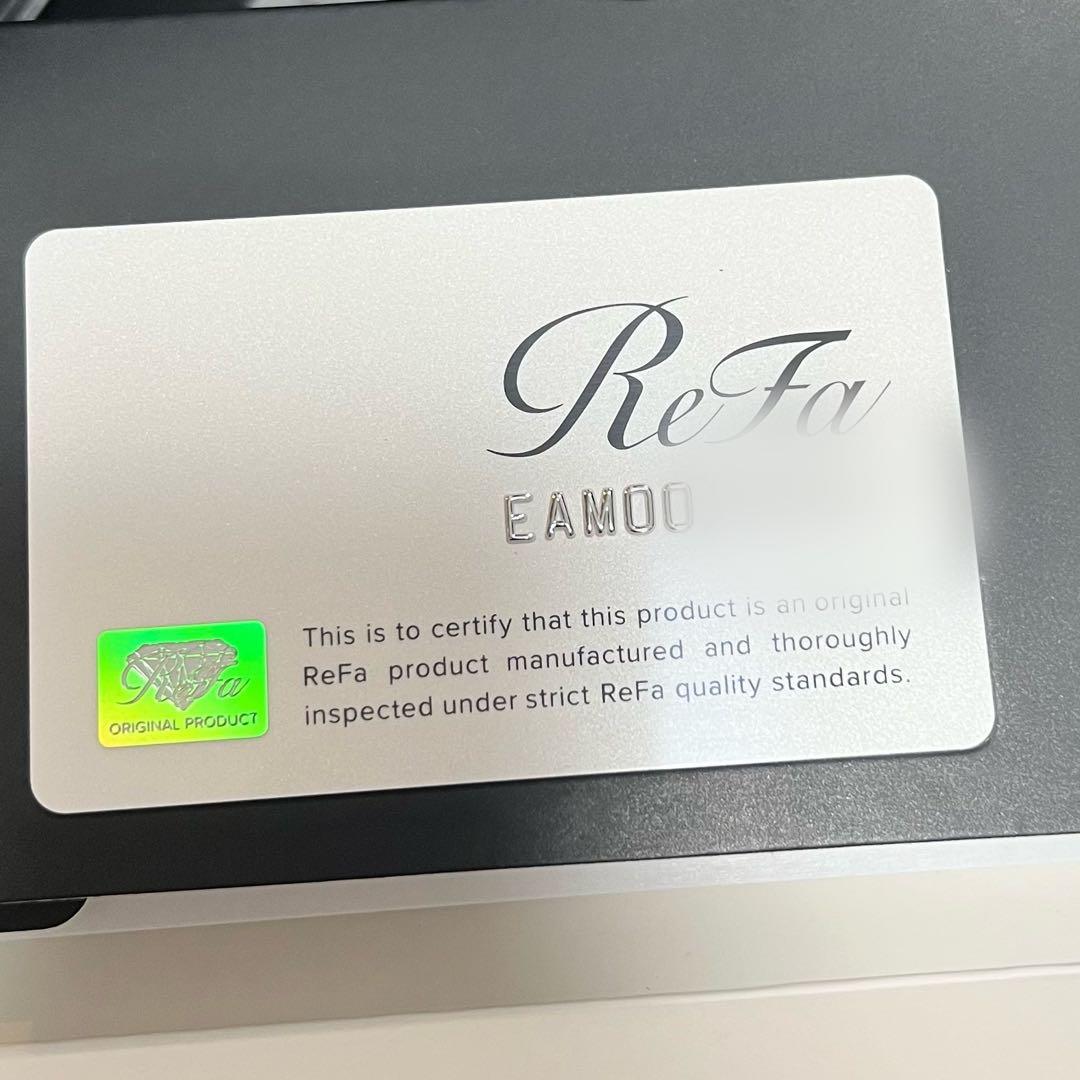 ReFa
EAM00
This is to certify that this product is an original
ReFa product manufactured and thoroughly
inspected under strict ReFa quality standards.
ReFa
ORIGINAL PRODUCT